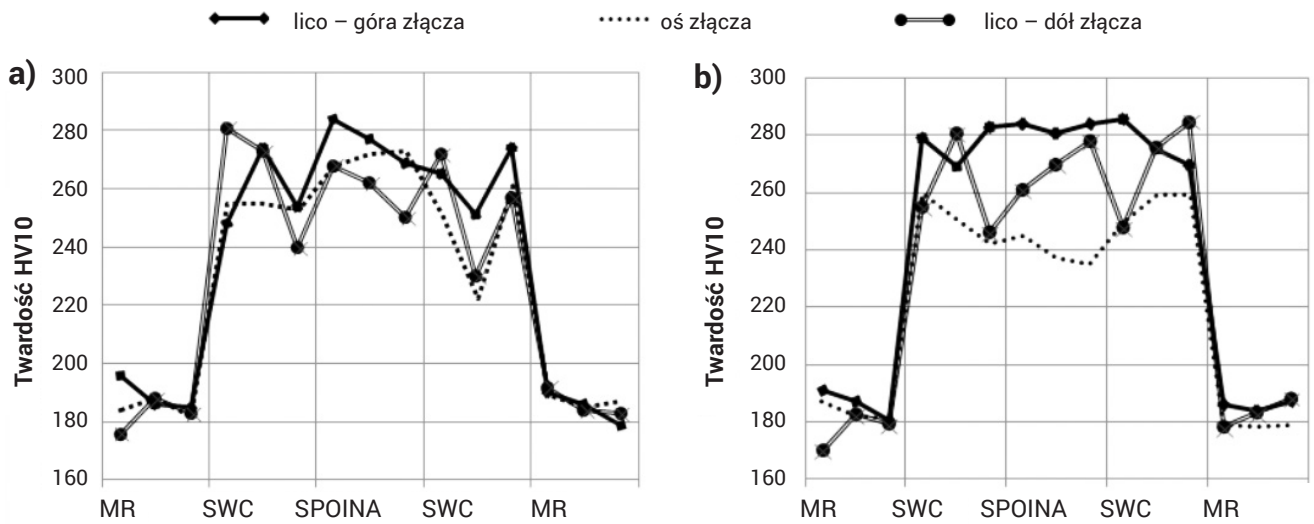 lico – góra złącza oś złącza lico – dół złącza
a)
Twardość HV10
300
280
260
240
220
200
180
160
MR SWC SPOINA SWC MR
b)
Twardość HV10
300
280
260
240
220
200
180
160
MR SWC SPOINA SWC MR